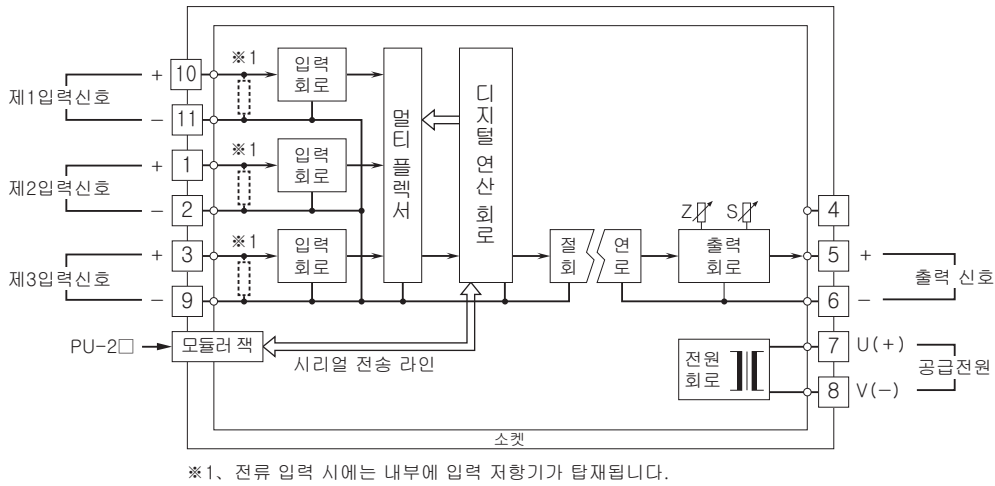 ※1
입력
회로
제1입력신호
+
10
−
11
멀티 플렉서
디지털 연산 회로
※1
입력
회로
제2입력신호
+
1
−
2
※1
입력
회로
제3입력신호
+
3
−
9
절 연
회 로
Z
S
출력
회로
4
5
+
6
−
출력 신호
PU-2□
모듈러 잭
시리얼 전송 라인
전원
회로
7
U(+)
8
V(−)
공급전원
소켓
※1、전류 입력 시에는 내부에 입력 저항기가 탑재됩니다.